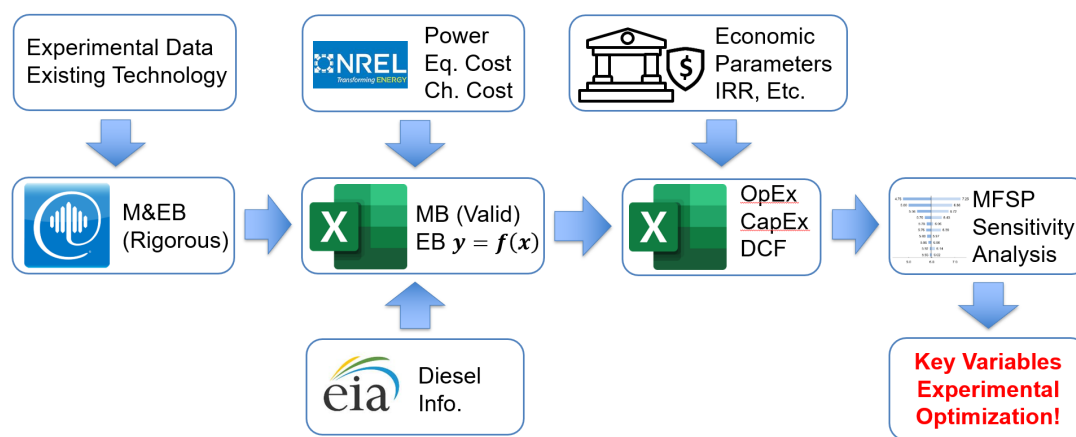 Experimental Data
Existing Technology
NREL
Transforming ENERGY
Power
Eq. Cost
Ch. Cost
$
Economic
Parameters
IRR, Etc.
M&EB
(Rigorous)
X
MB (Valid)
EB y = f(x)
X
OpEx
CapEx
DCF
MFSP
Sensitivity
Analysis
eia
Diesel
Info.
Key Variables
Experimental
Optimization!